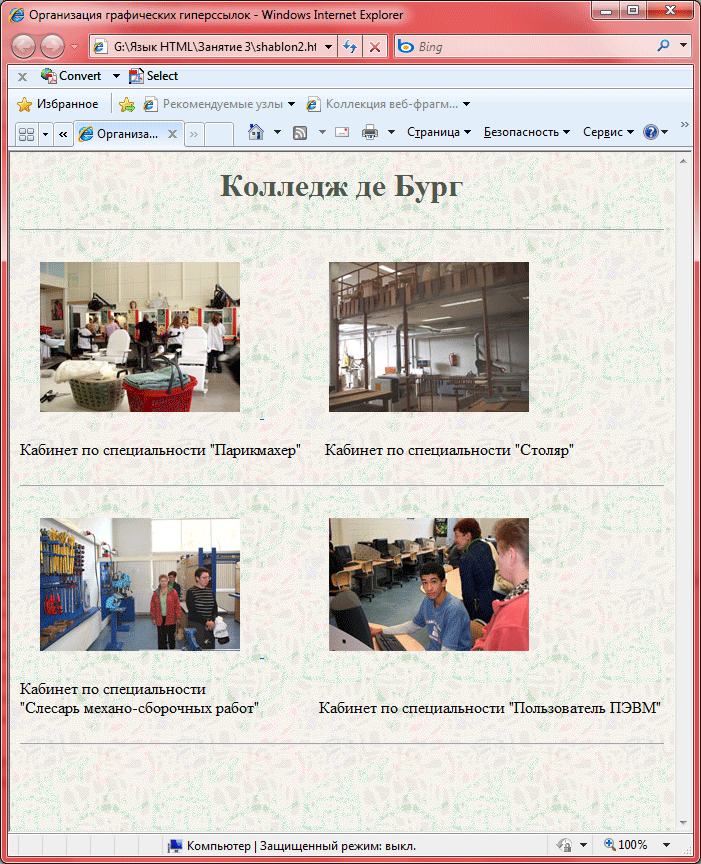 Организация графических гиперссылок - Windows Internet Explorer
G:\Язык HTML\Занятие 3\shablon2.ht
Bing
Convert
Select
Избранное
Рекомендуемые узлы
Коллекция веб-фрагм...
Организа...
Страница
Безопасность
Сервис
Колледж де Бург
Кабинет по специальности "Парикмахер"
Кабинет по специальности "Столяр"
Кабинет по специальности
"Слесарь механо-сборочных работ"
Кабинет по специальности "Пользователь ПЭВМ"
Компьютер | Защищенный режим: выкл.
100%